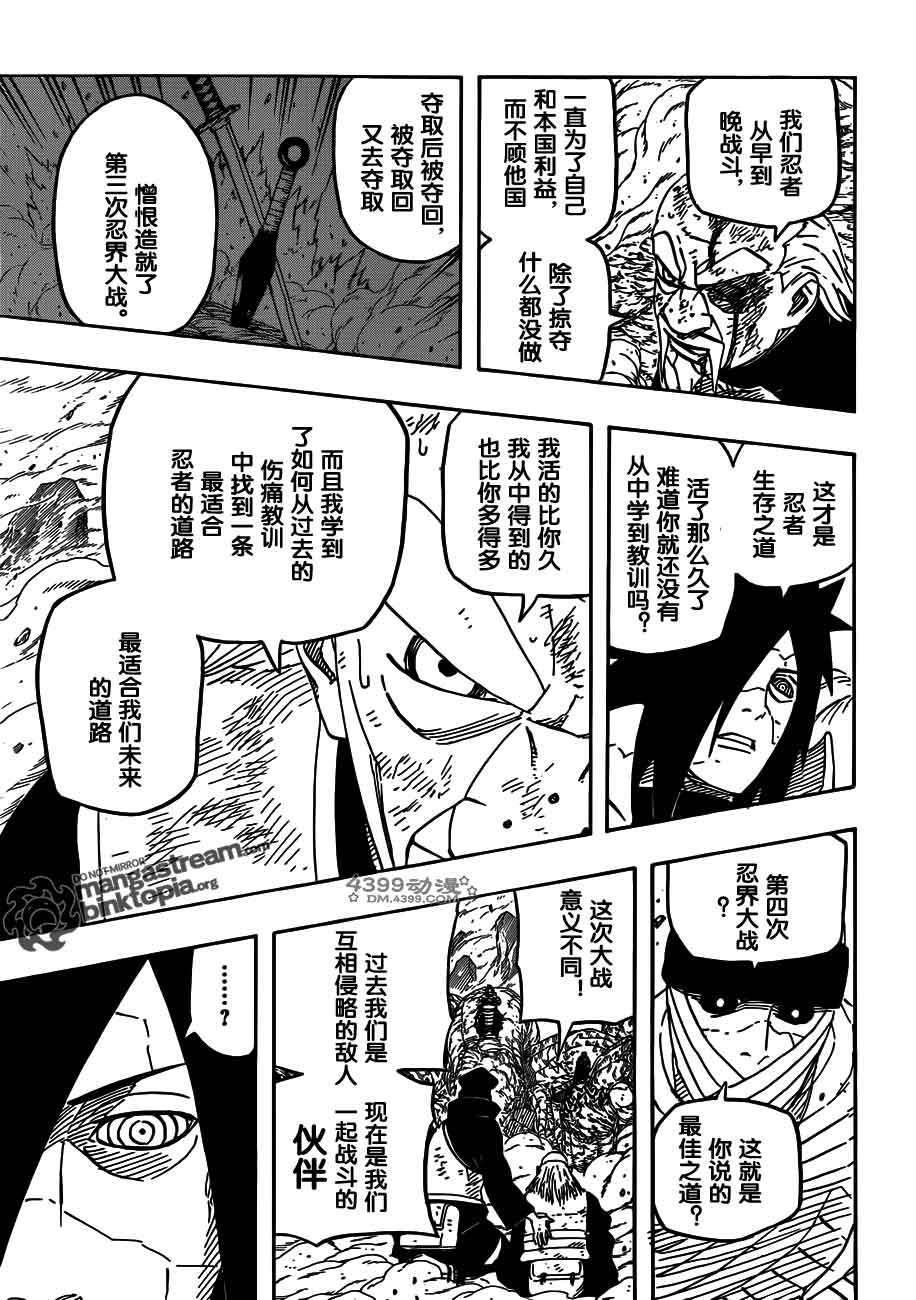 我们忍者
从早到
晚战斗，
一直为了自己
和本国利益，
而不顾他国
除了掠夺
什么都没做
夺取后被夺回，
被夺取回
又去夺取
憎恨造就了
第三次忍界大战。
这才是
忍者
生存之道
活了那么久了
难道你就还没有
从中学到教训吗？
我活的比你久
我从中得到的
也比你多得多
而且我学到
了如何从过去的
伤痛教训
中找到一条
最适合
忍者的道路
最适合我们未来
的道路
第四次
忍界大战
？
这就是
你说的
最佳之道？
这次大战
意义不同！
过去我们是
互相侵略的敌人
现在是我们
一起战斗的
伙伴
……？
DO NOT MIRROR
mangastream.com
binktopia.org
4399动漫
DM.4399.COM